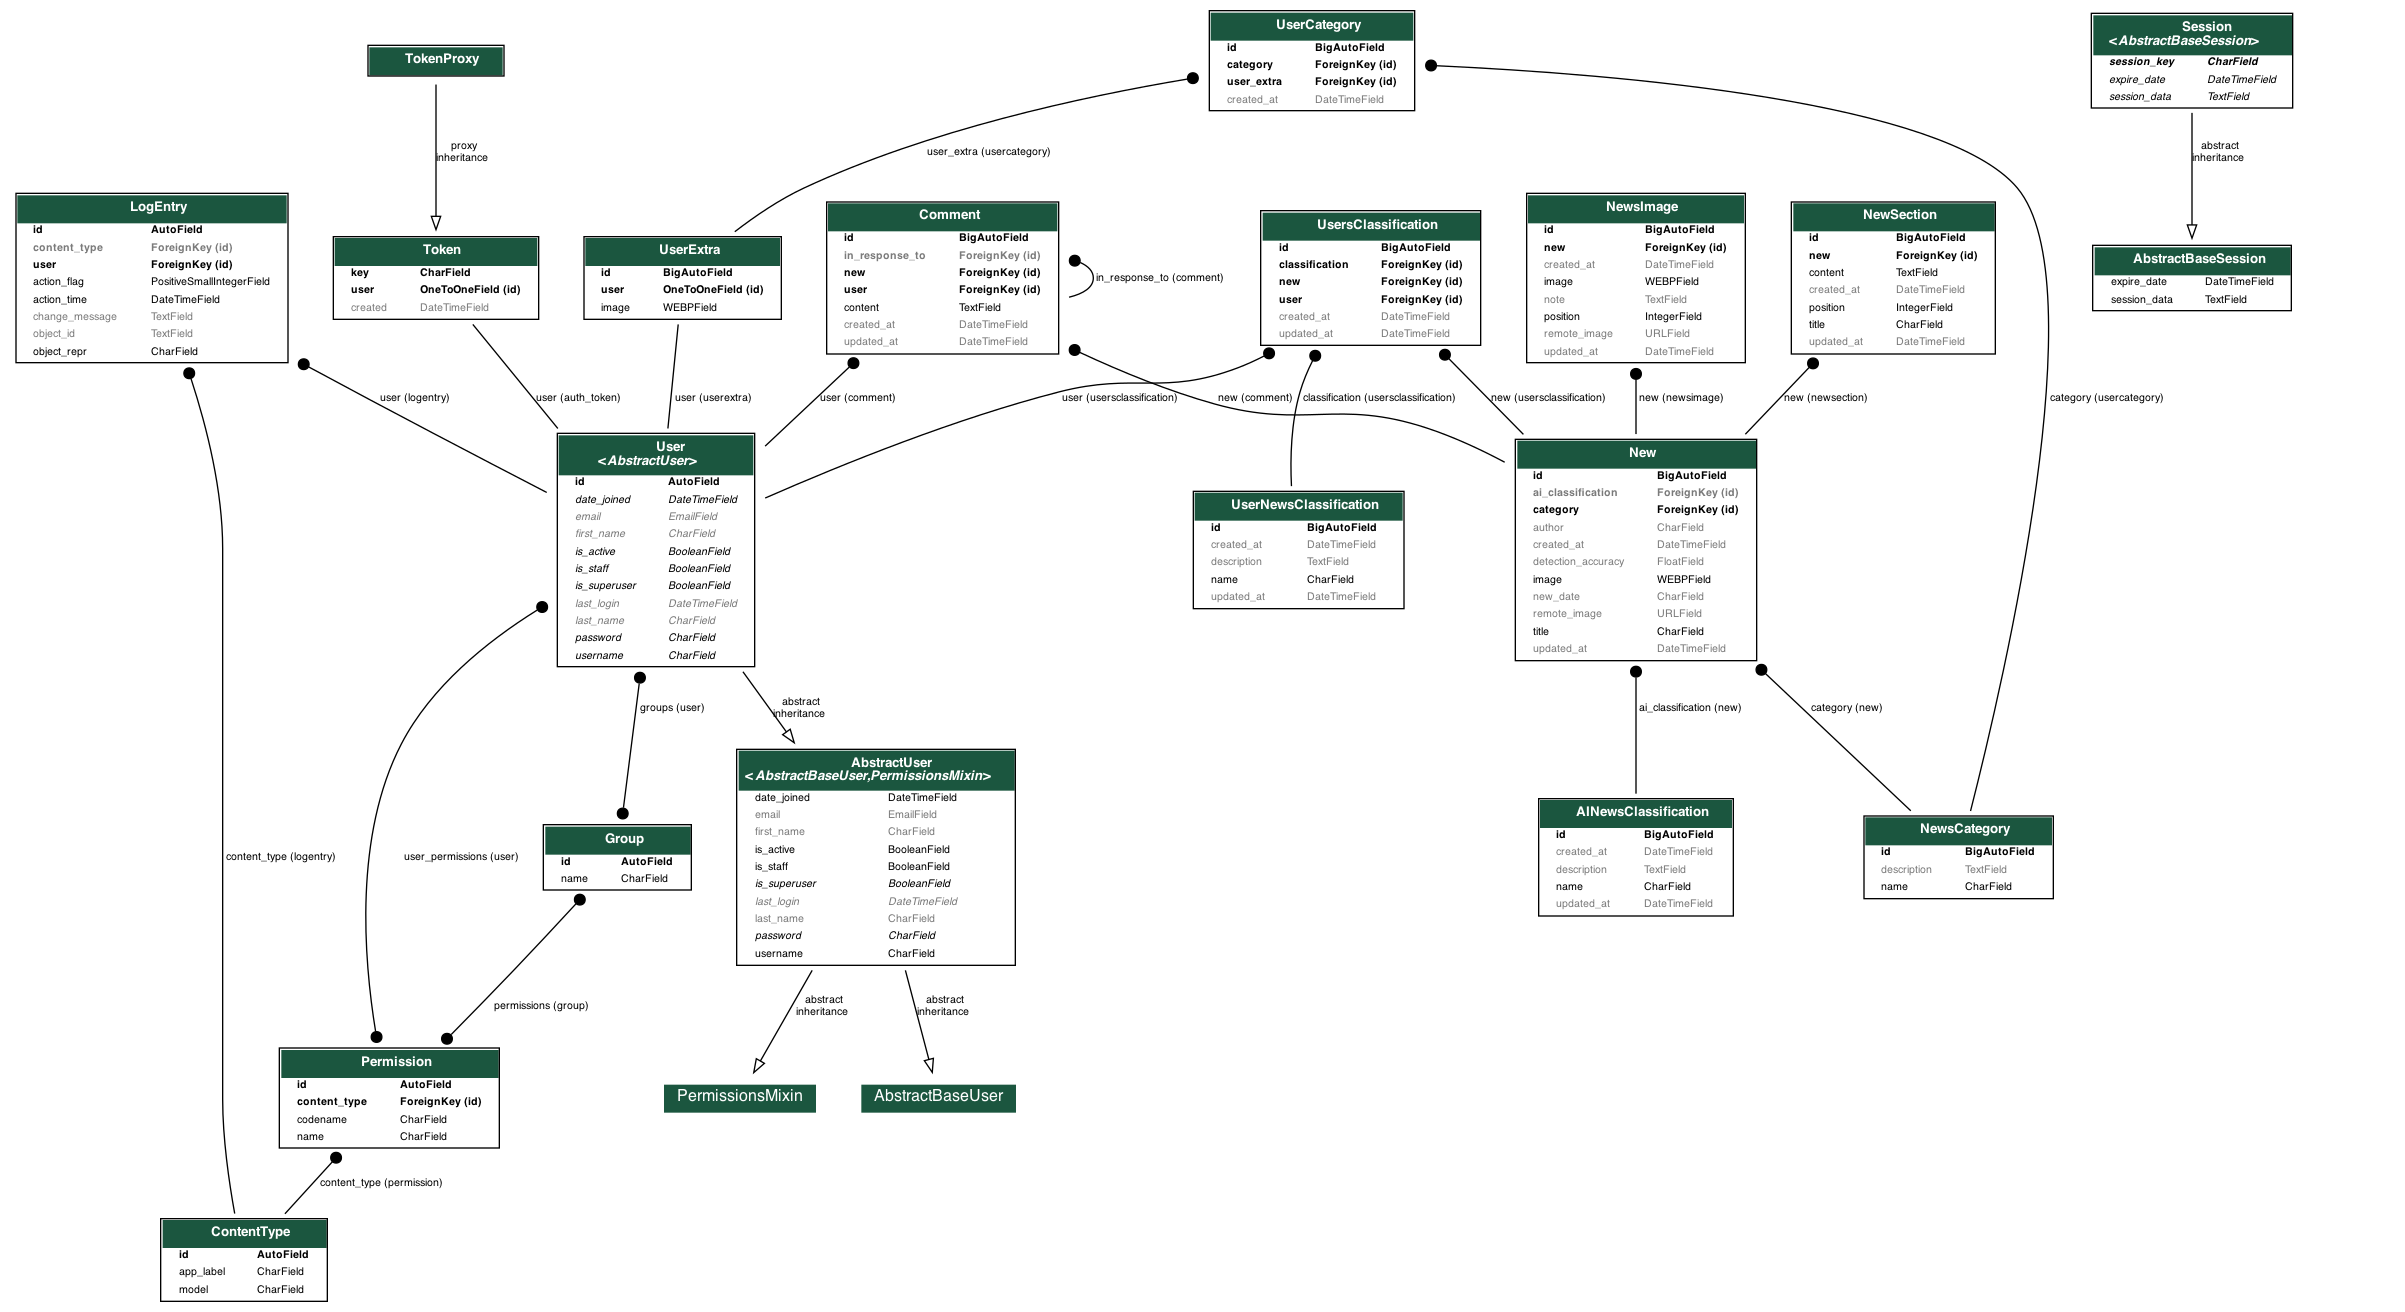 UserCategory
id BigAutoField
category ForeignKey (id)
user_extra ForeignKey (id)
created_at DateTimeField
Session
<AbstractBaseSession>
session_key CharField
expire_date DateTimeField
session_data TextField
TokenProxy
proxy
inheritance
user_extra (usercategory)
abstract
inheritance
LogEntry
id AutoField
content_type ForeignKey (id)
user ForeignKey (id)
action_flag PositiveSmallIntegerField
action_time DateTimeField
change_message TextField
object_id TextField
object_repr CharField
Token
key CharField
user OneToOneField (id)
created DateTimeField
UserExtra
id BigAutoField
user OneToOneField (id)
image WEBPField
Comment
id BigAutoField
in_response_to ForeignKey (id)
new ForeignKey (id)
user ForeignKey (id)
content TextField
created_at DateTimeField
updated_at DateTimeField
in_response_to (comment)
UsersClassification
id BigAutoField
classification ForeignKey (id)
new ForeignKey (id)
user ForeignKey (id)
created_at DateTimeField
updated_at DateTimeField
NewsImage
id BigAutoField
new ForeignKey (id)
created_at DateTimeField
image WEBPField
note TextField
position IntegerField
remote_image URLField
updated_at DateTimeField
NewSection
id BigAutoField
new ForeignKey (id)
content TextField
created_at DateTimeField
position IntegerField
title CharField
updated_at DateTimeField
AbstractBaseSession
expire_date DateTimeField
session_data TextField
user (logentry)
user (auth_token)
user (userextra)
user (comment)
user (usersclassification)
new (comment)
classification (usersclassification)
new (usersclassification)
new (newsimage)
new (newsection)
category (usercategory)
User
<AbstractUser>
id AutoField
date_joined DateTimeField
email EmailField
first_name CharField
is_active BooleanField
is_staff BooleanField
is_superuser BooleanField
last_login DateTimeField
last_name CharField
password CharField
username CharField
UserNewsClassification
id BigAutoField
created_at DateTimeField
description TextField
name CharField
updated_at DateTimeField
New
id BigAutoField
ai_classification ForeignKey (id)
category ForeignKey (id)
author CharField
created_at DateTimeField
detection_accuracy FloatField
image WEBPField
new_date CharField
remote_image URLField
title CharField
updated_at DateTimeField
groups (user)
abstract
inheritance
ai_classification (new)
category (new)
AbstractUser
<AbstractBaseUser,PermissionsMixin>
date_joined DateTimeField
email EmailField
first_name CharField
is_active BooleanField
is_staff BooleanField
is_superuser BooleanField
last_login DateTimeField
last_name CharField
password CharField
username CharField
Group
id AutoField
name CharField
content_type (logentry)
user_permissions (user)
AINewsClassification
id BigAutoField
created_at DateTimeField
description TextField
name CharField
updated_at DateTimeField
NewsCategory
id BigAutoField
description TextField
name CharField
permissions (group)
abstract
inheritance
abstract
inheritance
Permission
id AutoField
content_type ForeignKey (id)
codename CharField
name CharField
PermissionsMixin
AbstractBaseUser
content_type (permission)
ContentType
id AutoField
app_label CharField
model CharField